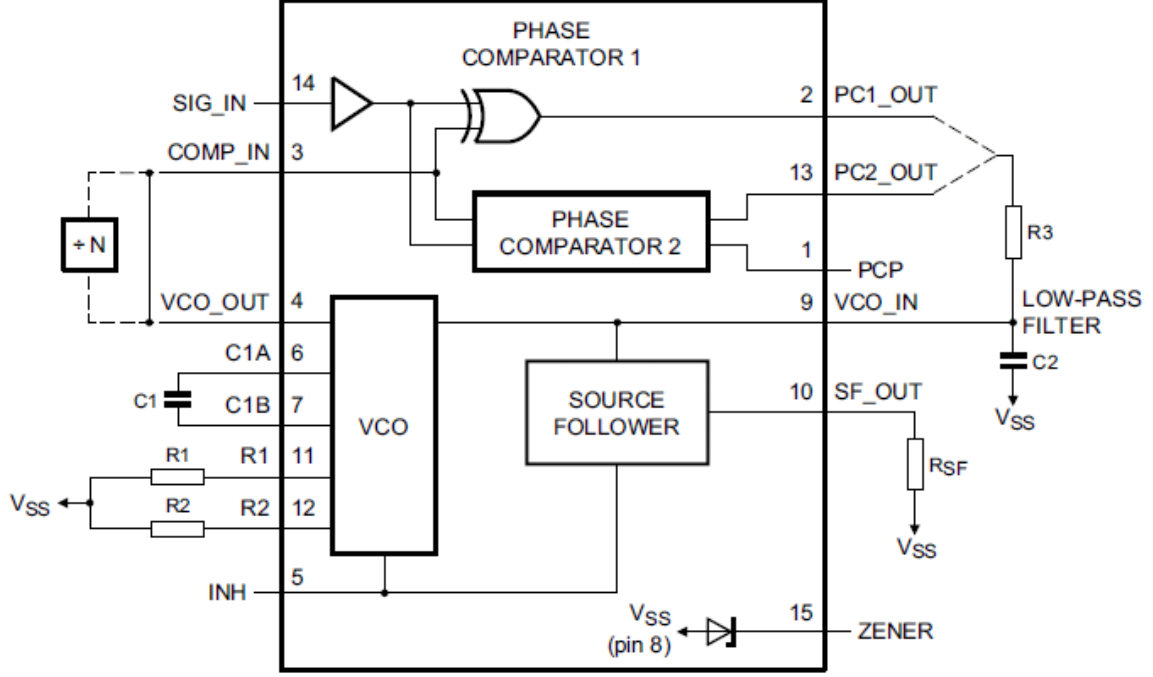 PHASE
COMPARATOR 1
14
SIG_IN
2
PC1_OUT
COMP_IN
3
13
PC2_OUT
÷ N
PHASE
COMPARATOR 2
1
PCP
R3
VCO_OUT
4
9
VCO_IN
LOW-PASS
FILTER
C1A
6
C2
C1
C1B
7
VCO
SOURCE
FOLLOWER
10
SF_OUT
VSS
R1
R1
11
RSF
VSS
R2
R2
12
VSS
INH
5
VSS
(pin 8)
15
ZENER